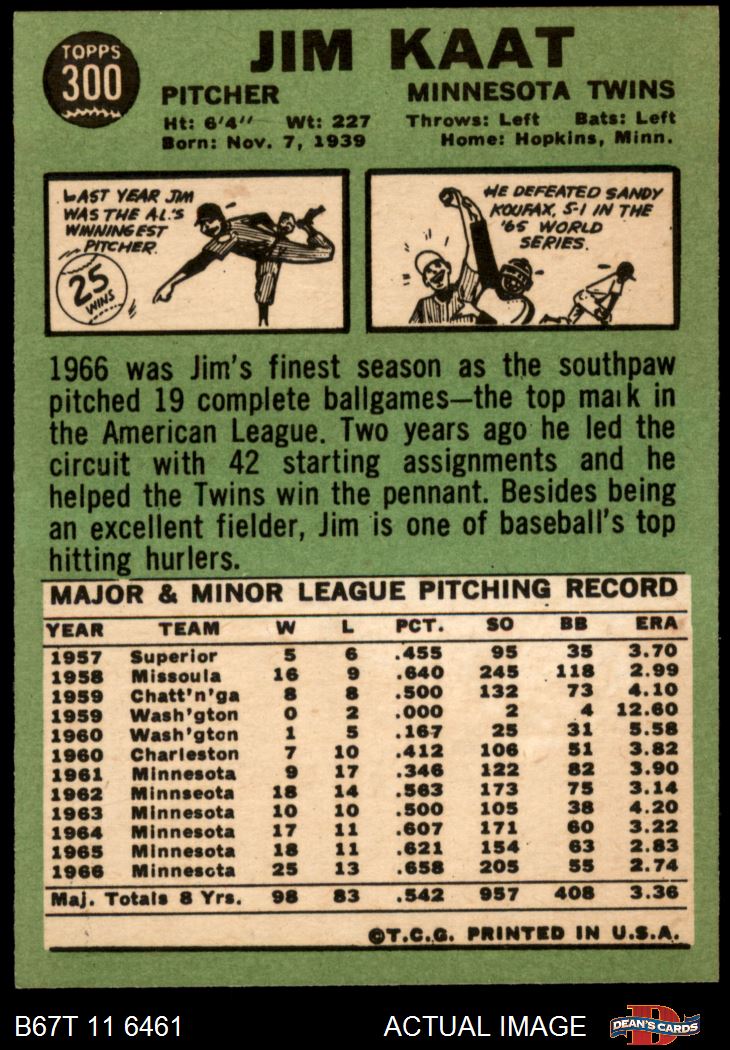 TOPPS
300
JIM KAAT
PITCHER MINNESOTA TWINS
Ht: 6'4" Wt: 227 Throws: Left Bats: Left
Born: Nov. 7, 1939 Home: Hopkins, Minn.
LAST YEAR JIM
WAS THE A.L.'S
WINNINGEST
PITCHER.
25
WINS
HE DEFEATED SANDY
KOUFAX, 5-1 IN THE
'65 WORLD
SERIES.
1966 was Jim's finest season as the southpaw
pitched 19 complete ballgames—the top mark in
the American League. Two years ago he led the
circuit with 42 starting assignments and he
helped the Twins win the pennant. Besides being
an excellent fielder, Jim is one of baseball's top
hitting hurlers.
MAJOR & MINOR LEAGUE PITCHING RECORD
YEAR TEAM W L PCT. SO BB ERA
1957 Superior 5 6 .455 95 35 3.70
1958 Missoula 16 9 .640 245 118 2.99
1959 Chatt'n'ga 8 8 .500 132 73 4.10
1959 Wash'gton 0 2 .000 2 4 12.60
1960 Wash'gton 1 5 .167 25 31 5.58
1960 Charleston 7 10 .412 106 51 3.82
1961 Minnesota 9 17 .346 122 82 3.90
1962 Minnseota 18 14 .563 173 75 3.14
1963 Minnesota 10 10 .500 105 38 4.20
1964 Minnesota 17 11 .607 171 60 3.22
1965 Minnesota 18 11 .621 154 63 2.83
1966 Minnesota 25 13 .658 205 55 2.74
Maj. Totals 8 Yrs. 98 83 .542 957 408 3.36
©T.C.G. PRINTED IN U.S.A.
B67T 11 6461 ACTUAL IMAGE DEAN'S CARDS